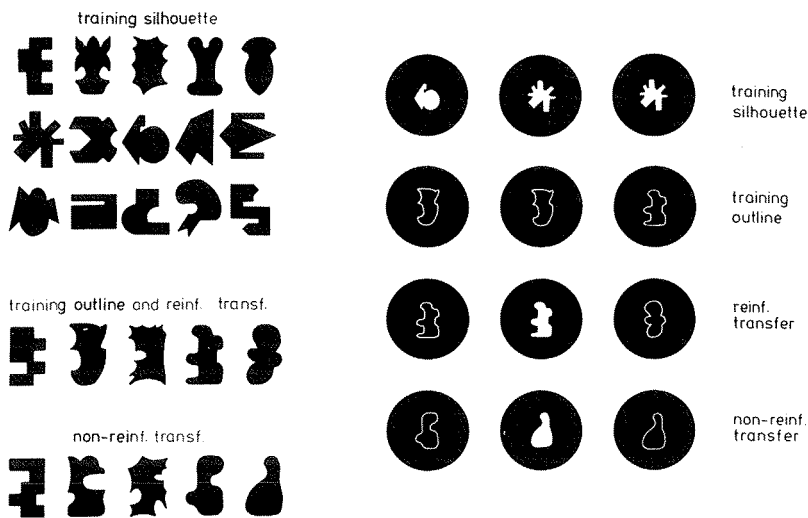 training silhouette
training outline and reinf. transf.
non-reinf. transf.
training
silhouette
training
outline
reinf.
transfer
non-reinf.
transfer